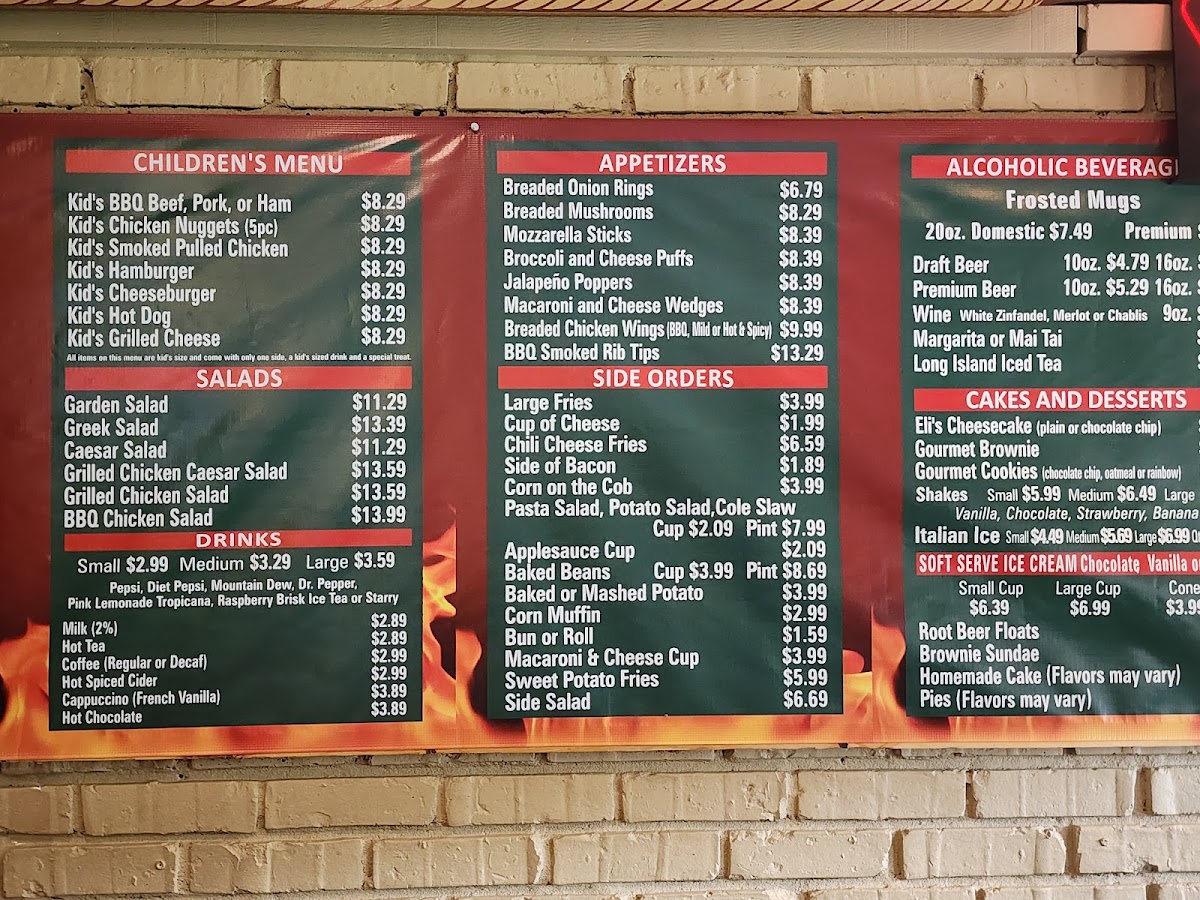 CHILDREN'S MENU
Kid's BBQ Beef, Pork, or Ham $8.29
Kid's Chicken Nuggets (5pc) $8.29
Kid's Smoked Pulled Chicken $8.29
Kid's Hamburger $8.29
Kid's Cheeseburger $8.29
Kid's Hot Dog $8.29
Kid's Grilled Cheese $8.29
All items on this menu are kid's size and come with only one side, a kid's sized drink and a special treat.
SALADS
Garden Salad $11.29
Greek Salad $13.39
Caesar Salad $11.29
Grilled Chicken Caesar Salad $13.59
Grilled Chicken Salad $13.59
BBQ Chicken Salad $13.99
DRINKS
Small $2.99 Medium $3.29 Large $3.59
Pepsi, Diet Pepsi, Mountain Dew, Dr. Pepper,
Pink Lemonade Tropicana, Raspberry Brisk Ice Tea or Starry
Milk (2%) $2.89
Hot Tea $2.89
Coffee (Regular or Decaf) $2.99
Hot Spiced Cider $2.99
Cappuccino (French Vanilla) $3.89
Hot Chocolate $3.89
APPETIZERS
Breaded Onion Rings $6.79
Breaded Mushrooms $8.29
Mozzarella Sticks $8.39
Broccoli and Cheese Puffs $8.39
Jalapeño Poppers $8.39
Macaroni and Cheese Wedges $8.39
Breaded Chicken Wings (BBQ, Mild or Hot & Spicy) $9.99
BBQ Smoked Rib Tips $13.29
SIDE ORDERS
Large Fries $3.99
Cup of Cheese $1.99
Chili Cheese Fries $6.59
Side of Bacon $1.89
Corn on the Cob $3.99
Pasta Salad, Potato Salad,Cole Slaw
Cup $2.09 Pint $7.99
Applesauce Cup $2.09
Baked Beans Cup $3.99 Pint $8.69
Baked or Mashed Potato $3.99
Corn Muffin $2.99
Bun or Roll $1.59
Macaroni & Cheese Cup $3.99
Sweet Potato Fries $5.99
Side Salad $6.69
ALCOHOLIC BEVERAG
Frosted Mugs
20oz. Domestic $7.49 Premium
Draft Beer 10oz. $4.79 16oz.
Premium Beer 10oz. $5.29 16oz.
Wine White Zinfandel, Merlot or Chablis 9oz.
Margarita or Mai Tai
Long Island Iced Tea
CAKES AND DESSERTS
Eli's Cheesecake (plain or chocolate chip)
Gourmet Brownie
Gourmet Cookies (chocolate chip, oatmeal or rainbow)
Shakes Small $5.99 Medium $6.49 Large
Vanilla, Chocolate, Strawberry, Banana
Italian Ice Small $4.49 Medium $5.69 Large $6.99
SOFT SERVE ICE CREAM Chocolate Vanilla
Small Cup Large Cup Cone
$6.39 $6.99 $3.9
Root Beer Floats
Brownie Sundae
Homemade Cake (Flavors may vary)
Pies (Flavors may vary)